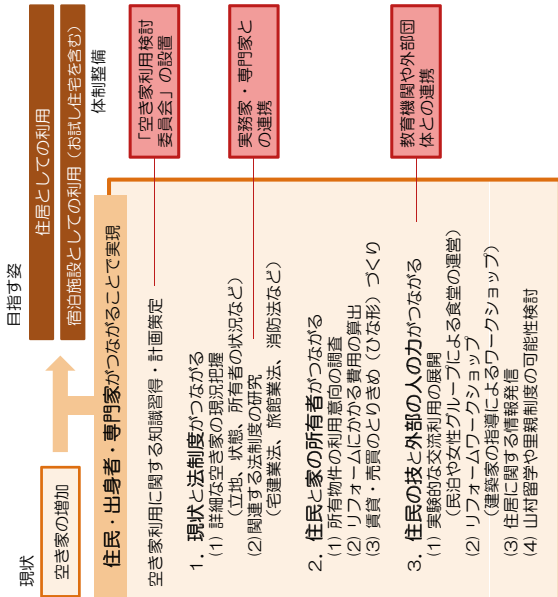 現状
空き家の増加
目指す姿
住居としての利用
宿泊施設としての利用（お試し住宅を含む）
体制整備
住民・出身者・専門家がつながることで実現
空き家利用に関する知識習得・計画策定
「空き家利用検討
委員会」の設置
1．現状と法制度がつながる
(1) 詳細な空き家の現況把握
（立地、状態、所有者の状況など）
(2)関連する法制度の研究
（宅建業法、旅館業法、消防法など）
実務家・専門家と
の連携
2．住民と家の所有者がつながる
(1) 所有物件の利用意向の調査
(2) リフォームにかかる費用の算出
(3) 賃貸・売買のとりきめ（ひな形）づくり
3．住民の技と外部の人の力がつながる
(1) 実験的な交流利用の展開
（民泊や女性グループによる食堂の運営）
(2) リフォームワークショップ
（建築家の指導によるワークショップ）
(3) 住居に関する情報発信
(4) 山村留学や里親制度の可能性検討
教育機関や外部団
体との連携